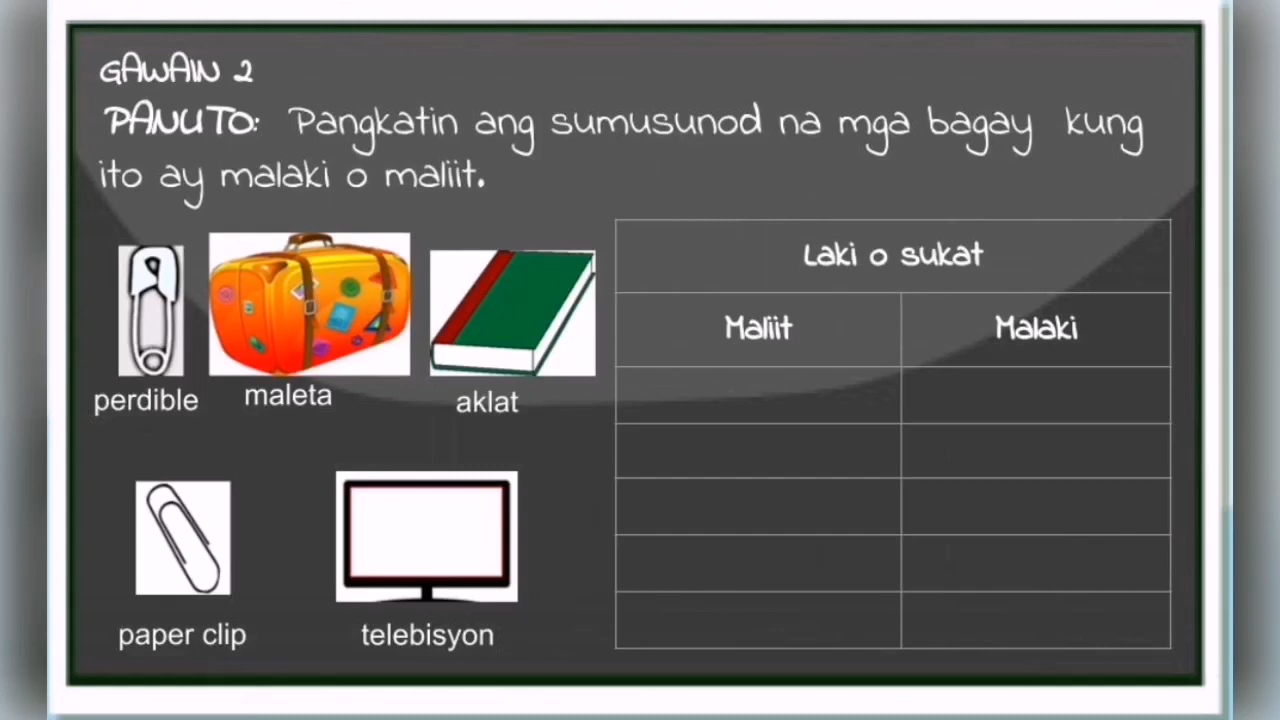 GAWAIN 2
PANUTO: Pangkatin ang sumusunod na mga bagay kung
ito ay malaki o maliit.
Laki o sukat
Maliit Malaki
perdible maleta aklat
paper clip telebisyon